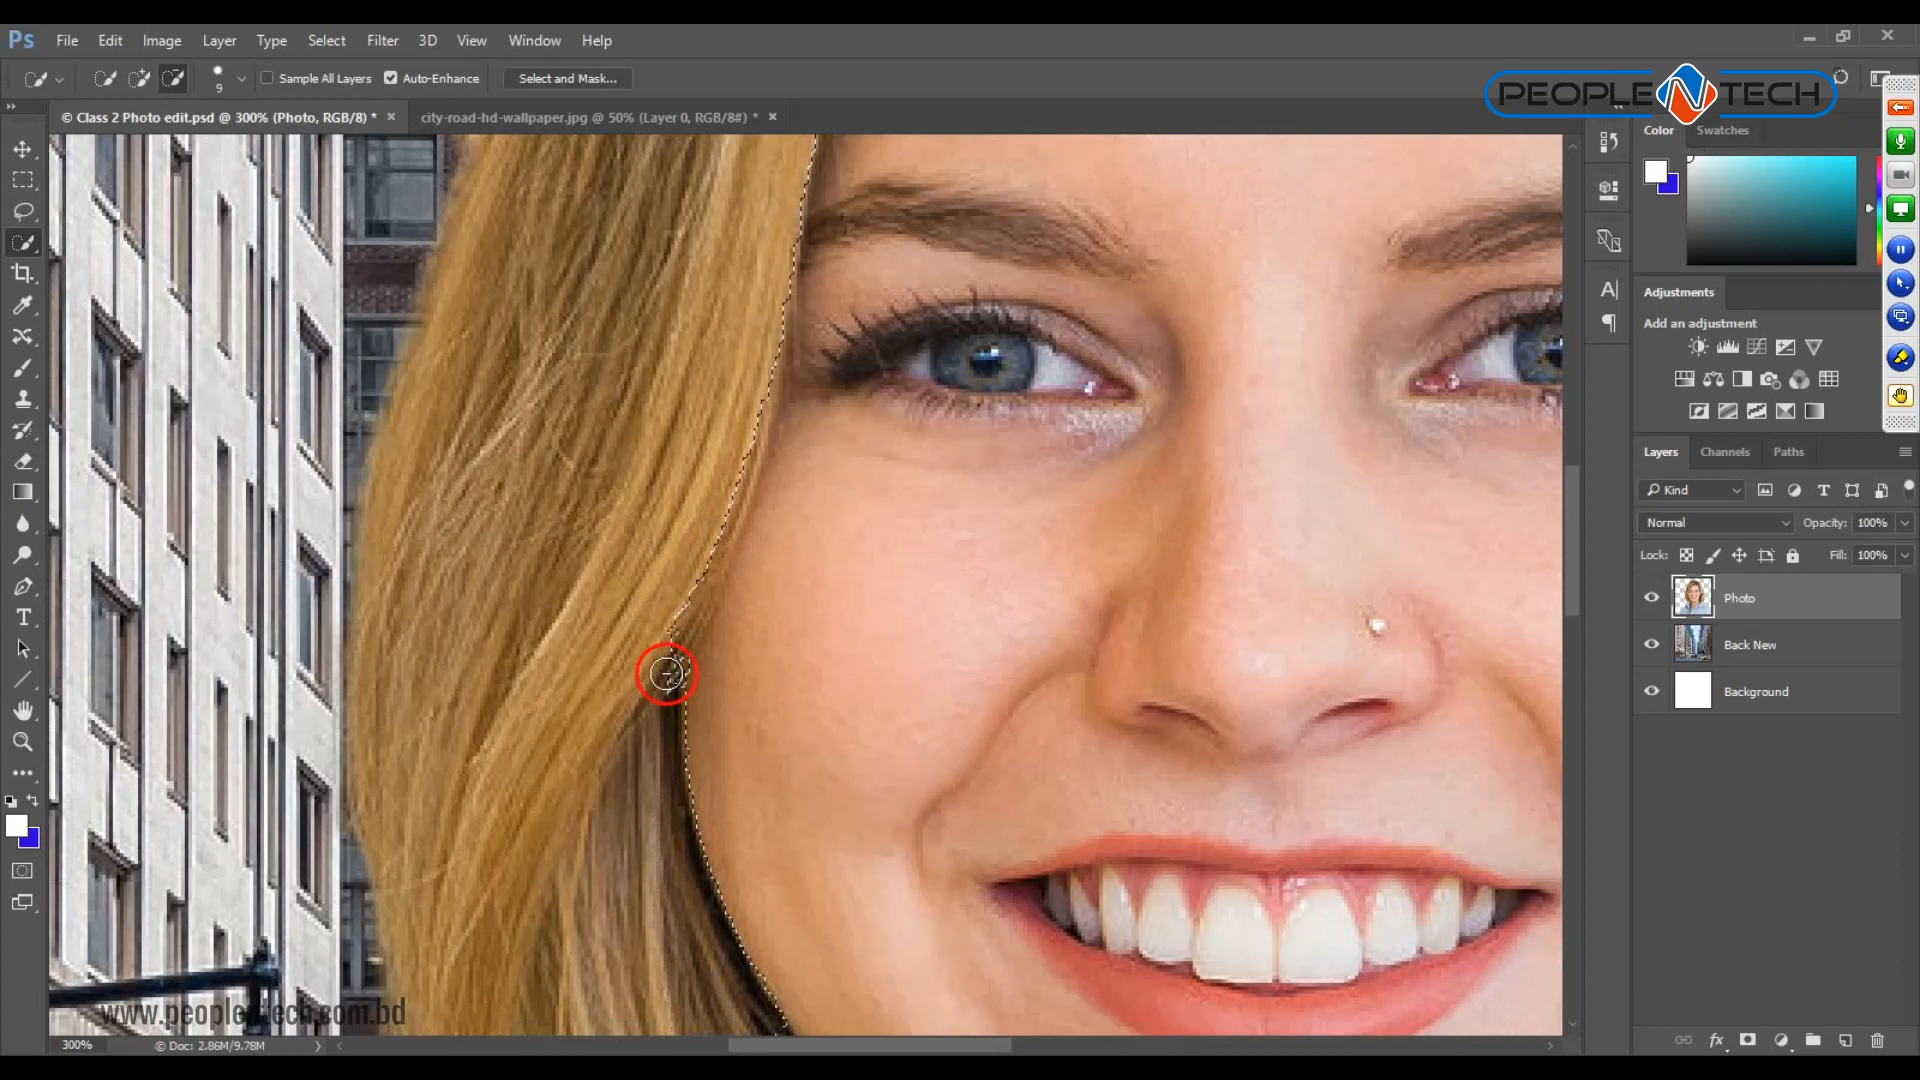 Ps File Edit Image Layer Type Select Filter 3D View Window Help
9 Sample All Layers Auto-Enhance Select and Mask...
PEOPLE N TECH
© Class 2 Photo edit.psd @ 300% (Photo, RGB/8) * × city-road-hd-wallpaper.jpg @ 50% (Layer 0, RGB/8#) * ×
Color Swatches
Adjustments
Add an adjustment
Layers Channels Paths
Kind
Normal Opacity: 100%
Lock: Fill: 100%
Photo
Back New
Background
www.peoplentech.com.bd
300% © Doc: 2.86M/9.78M